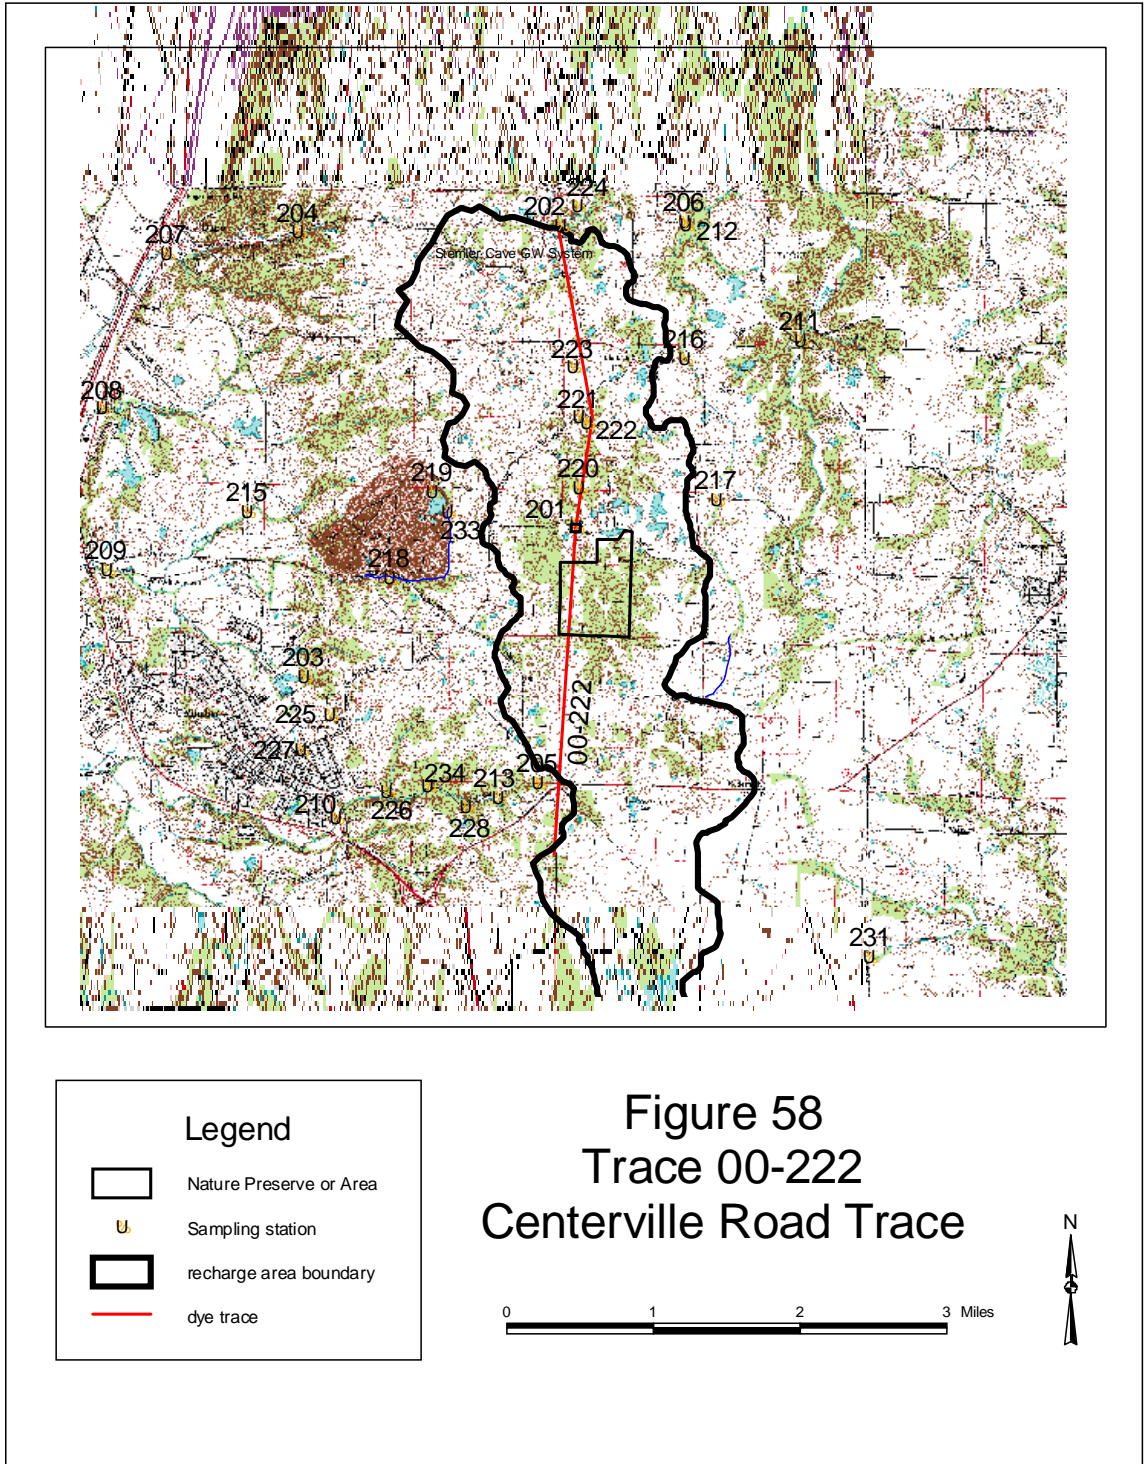 224
202
206
204
212
207
Stemler Cave GW System
211
216
223
208
221
222
220
219
217
215
201
233
209
218
203
225
00-222
227
205
234
213
210
226
228
231
Legend
Nature Preserve or Area
U Sampling station
recharge area boundary
dye trace
Figure 58
Trace 00-222
Centerville Road Trace
N
0 1 2 3 Miles